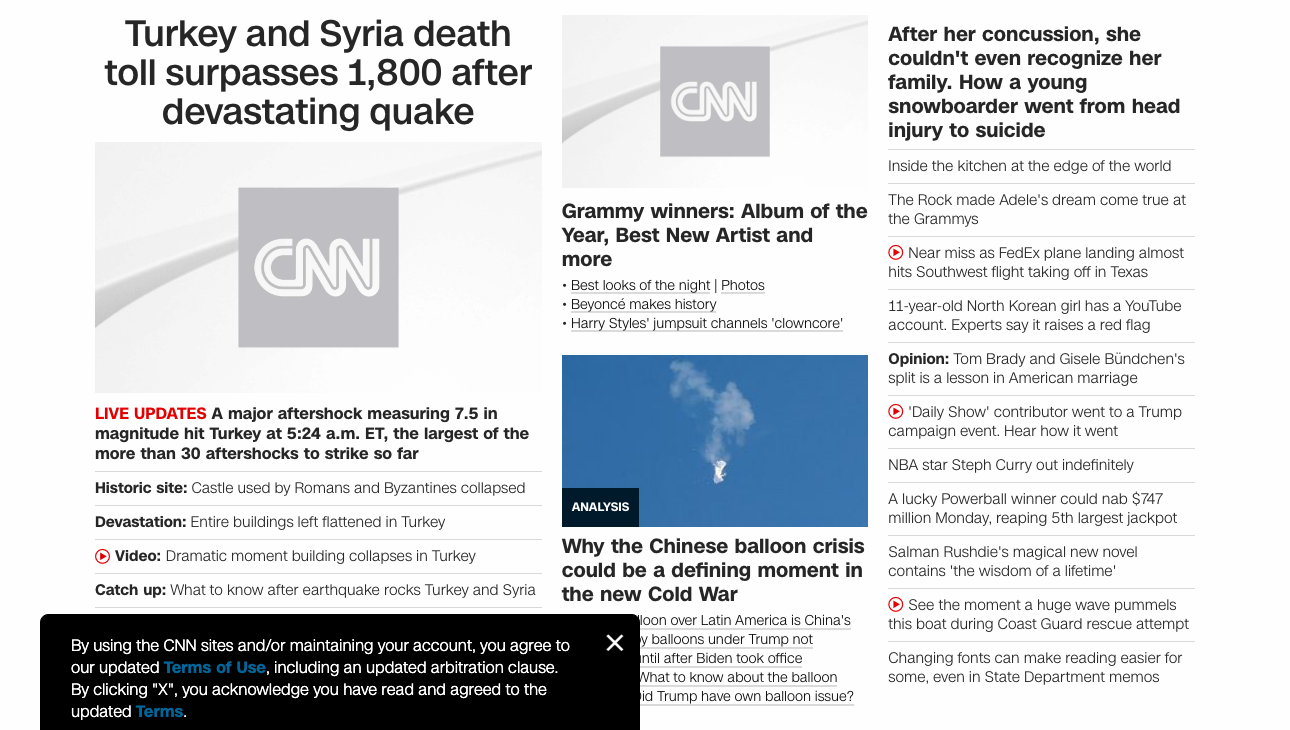 Turkey and Syria death
toll surpasses 1,800 after
devastating quake
CNN
LIVE UPDATES A major aftershock measuring 7.5 in
magnitude hit Turkey at 5:24 a.m. ET, the largest of the
more than 30 aftershocks to strike so far
Historic site: Castle used by Romans and Byzantines collapsed
Devastation: Entire buildings left flattened in Turkey
Video: Dramatic moment building collapses in Turkey
Catch up: What to know after earthquake rocks Turkey and Syria
By using the CNN sites and/or maintaining your account, you agree to
our updated Terms of Use, including an updated arbitration clause.
By clicking "X", you acknowledge you have read and agreed to the
updated Terms.
CNN
Grammy winners: Album of the
Year, Best New Artist and
more
• Best looks of the night | Photos
• Beyoncé makes history
• Harry Styles' jumpsuit channels 'clowncore'
ANALYSIS
Why the Chinese balloon crisis
could be a defining moment in
the new Cold War
over Latin America is China's
balloons under Trump not
after Biden took office
What to know about the balloon
Trump have own balloon issue?
After her concussion, she
couldn't even recognize her
family. How a young
snowboarder went from head
injury to suicide
Inside the kitchen at the edge of the world
The Rock made Adele's dream come true at
the Grammys
Near miss as FedEx plane landing almost
hits Southwest flight taking off in Texas
11-year-old North Korean girl has a YouTube
account. Experts say it raises a red flag
Opinion: Tom Brady and Gisele Bündchen's
split is a lesson in American marriage
'Daily Show' contributor went to a Trump
campaign event. Hear how it went
NBA star Steph Curry out indefinitely
A lucky Powerball winner could nab $747
million Monday, reaping 5th largest jackpot
Salman Rushdie's magical new novel
contains 'the wisdom of a lifetime'
See the moment a huge wave pummels
this boat during Coast Guard rescue attempt
Changing fonts can make reading easier for
some, even in State Department memos